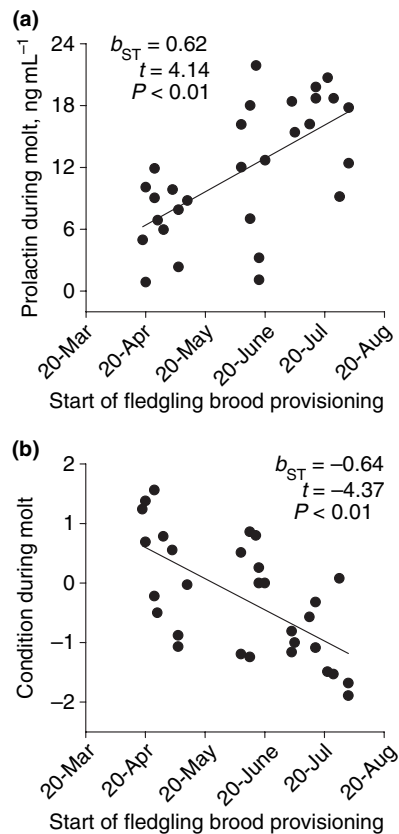 (a)
b_ST = 0.62
t = 4.14
P < 0.01
Prolactin during molt, ng mL⁻¹
24
18
12
6
0
20-Mar
20-Apr
20-May
20-June
20-Jul
20-Aug
Start of fledgling brood provisioning
(b)
b_ST = –0.64
t = –4.37
P < 0.01
Condition during molt
2
1
0
–1
–2
20-Mar
20-Apr
20-May
20-June
20-Jul
20-Aug
Start of fledgling brood provisioning